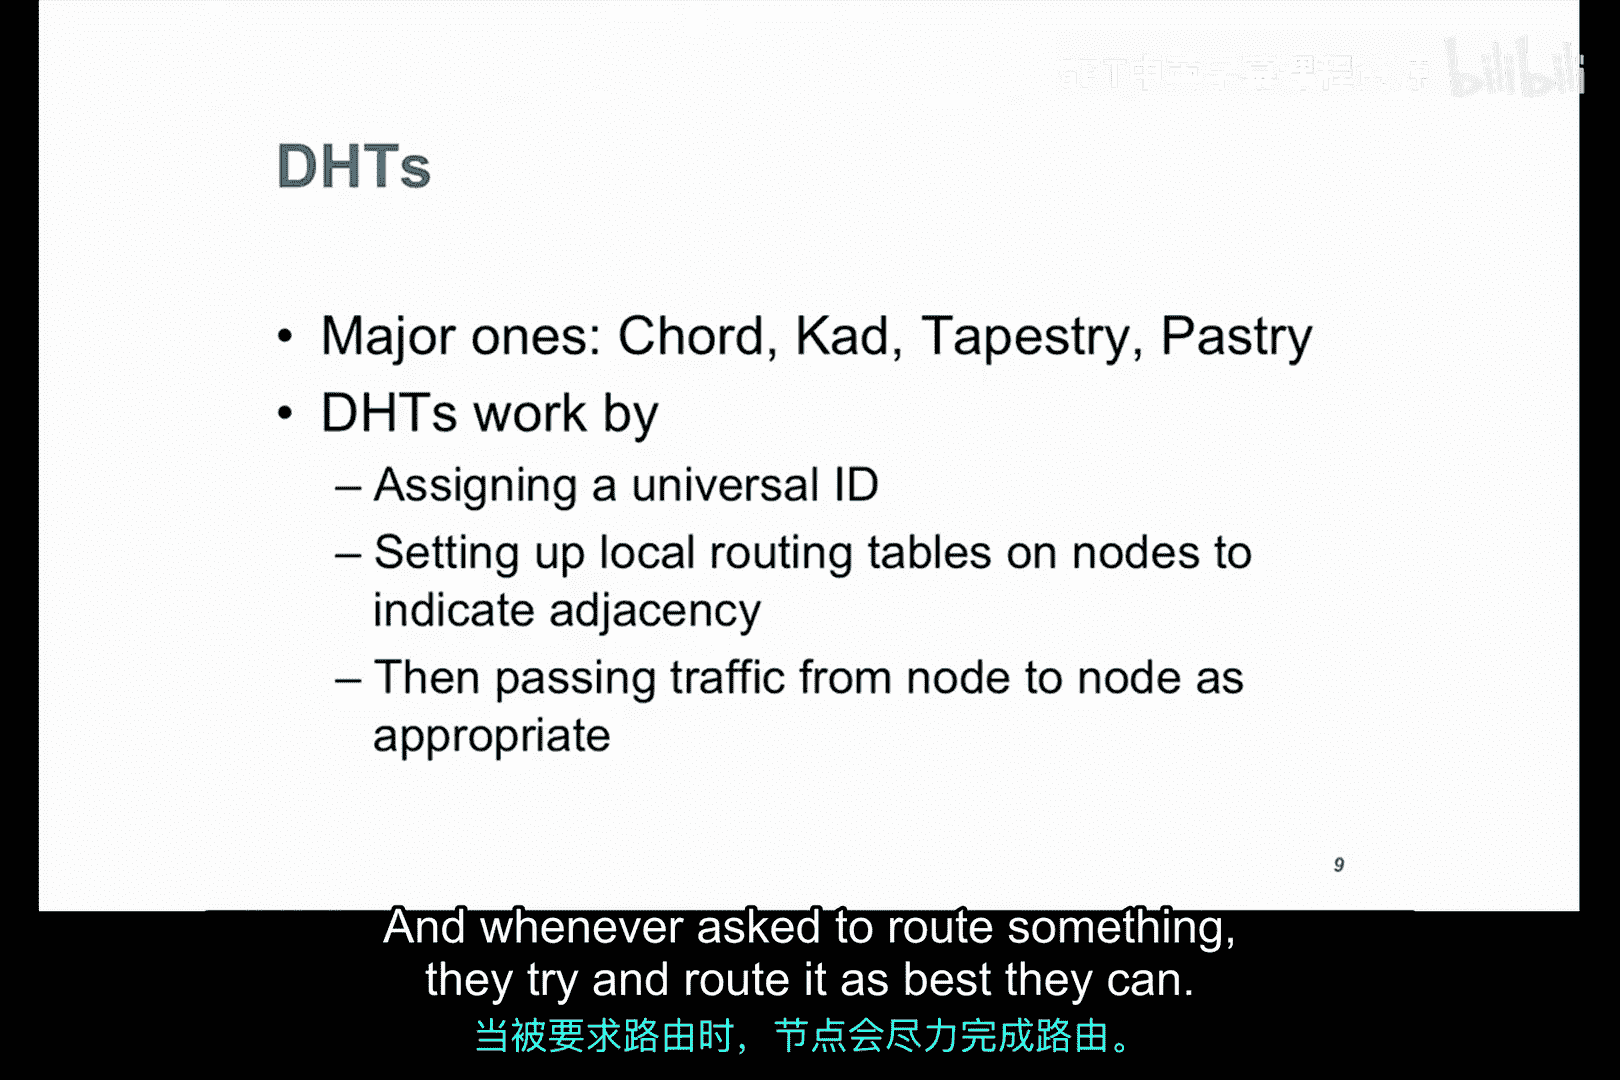 bilibili
DHTs
• Major ones: Chord, Kad, Tapestry, Pastry
• DHTs work by
– Assigning a universal ID
– Setting up local routing tables on nodes to
indicate adjacency
– Then passing traffic from node to node as
appropriate
9
And whenever asked to route something,
they try and route it as best they can.
当被要求路由时，节点会尽力完成路由。